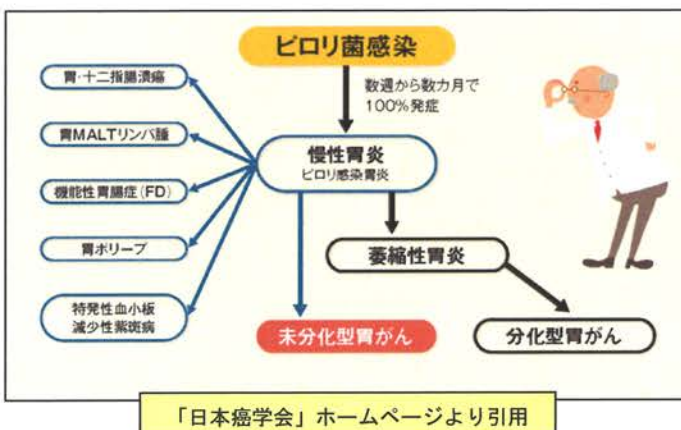 ピロリ菌感染
数週から数カ月で
100%発症
胃・十二指腸潰瘍
胃MALTリンパ腫
機能性胃腸症(FD)
胃ポリープ
特発性血小板
減少性紫斑病
慢性胃炎
ピロリ感染胃炎
萎縮性胃炎
未分化型胃がん
分化型胃がん
「日本癌学会」ホームページより引用